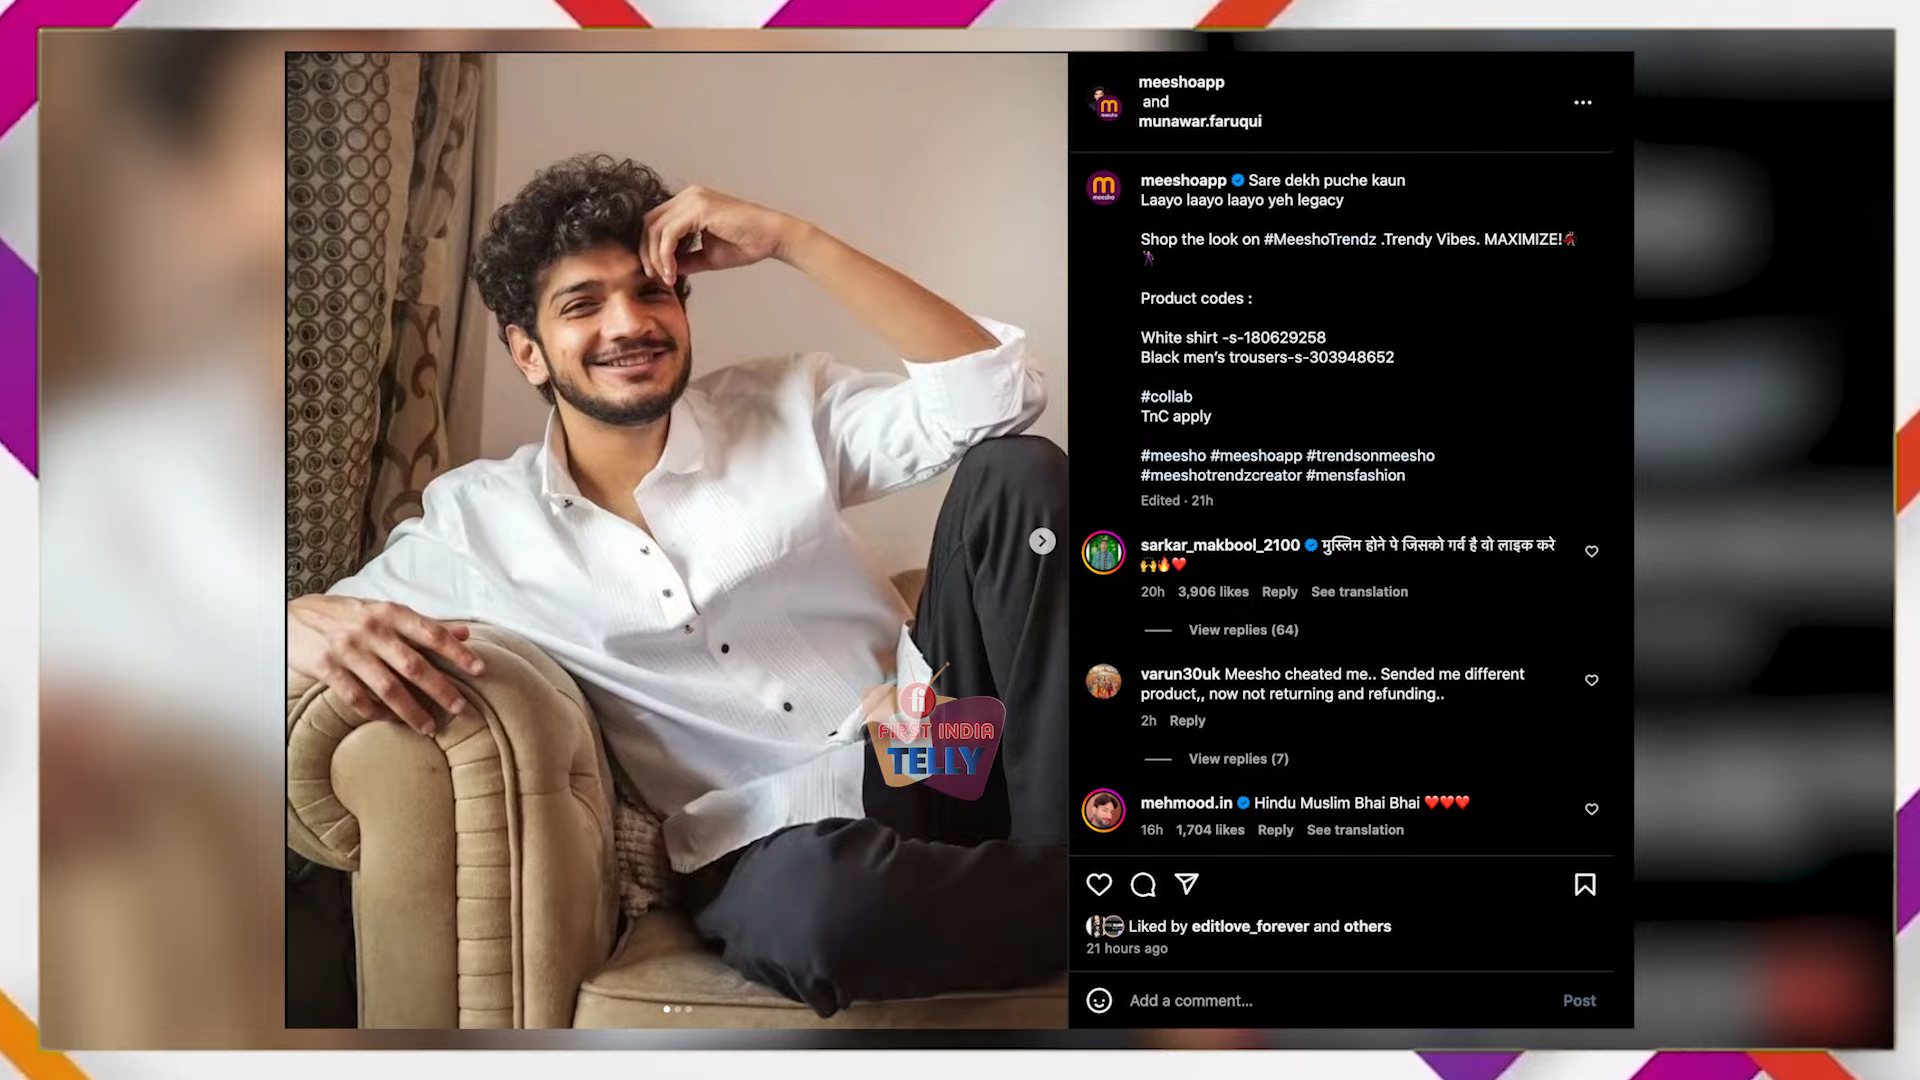 meeshoapp
and
munawar.faruqui
meeshoapp Sare dekh puche kaun
Laayo laayo laayo yeh legacy
Shop the look on #MeeshoTrendz .Trendy Vibes. MAXIMIZE!💃
🕺
Product codes :
White shirt -s-180629258
Black men’s trousers-s-303948652
#collab
TnC apply
#meesho #meeshoapp #trendsonmeesho
#meeshotrendzcreator #mensfashion
Edited · 21h
sarkar_makbool_2100 मुस्लिम होने पे जिसको गर्व है वो लाइक करे
🙌🔥❤️
20h 3,906 likes Reply See translation
View replies (64)
varun30uk Meesho cheated me.. Sended me different
product,, now not returning and refunding..
2h Reply
View replies (7)
mehmood.in Hindu Muslim Bhai Bhai ❤️❤️❤️
16h 1,704 likes Reply See translation
Liked by editlove_forever and others
21 hours ago
Add a comment... Post
fi
FIRST INDIA
TELLY
m
meesho